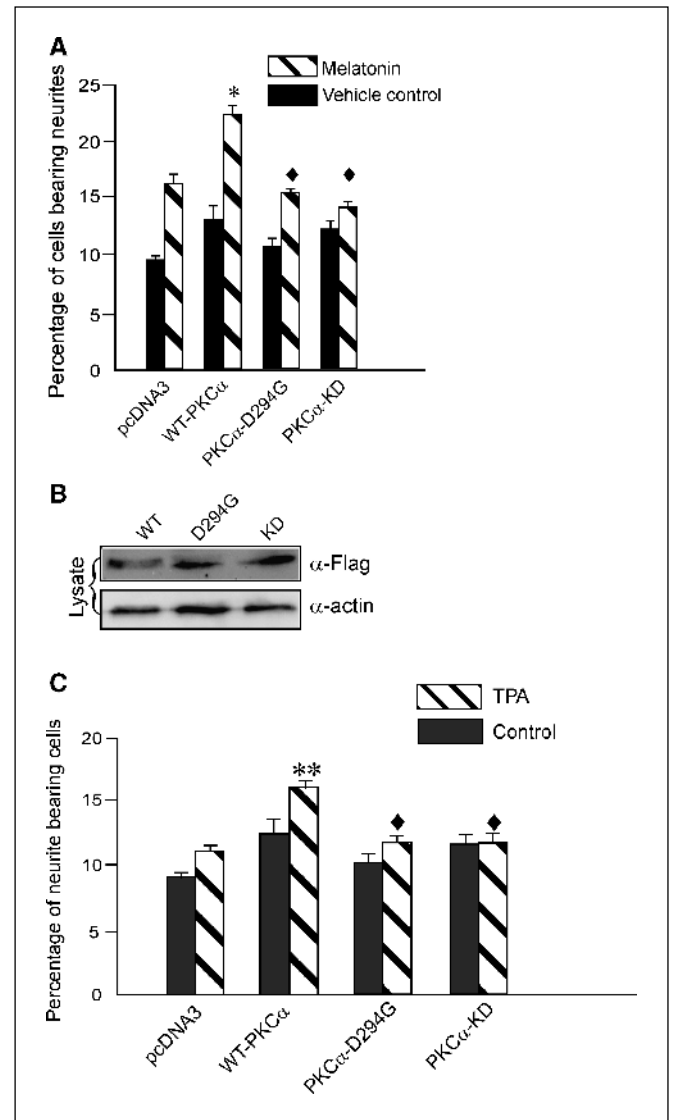 A
Melatonin
Vehicle control
Percentage of cells bearing neurites
25
20
15
10
5
0
*
♦ ♦
pcDNA3 WT-PKCα PKCα-D294G PKCα-KD
B
WT D294G KD
Lysate
α-Flag
α-actin
C
TPA
Control
Percentage of neurite bearing cells
20
15
10
5
0
**
♦ ♦
pcDNA3 WT-PKCα PKCα-D294G PKCα-KD